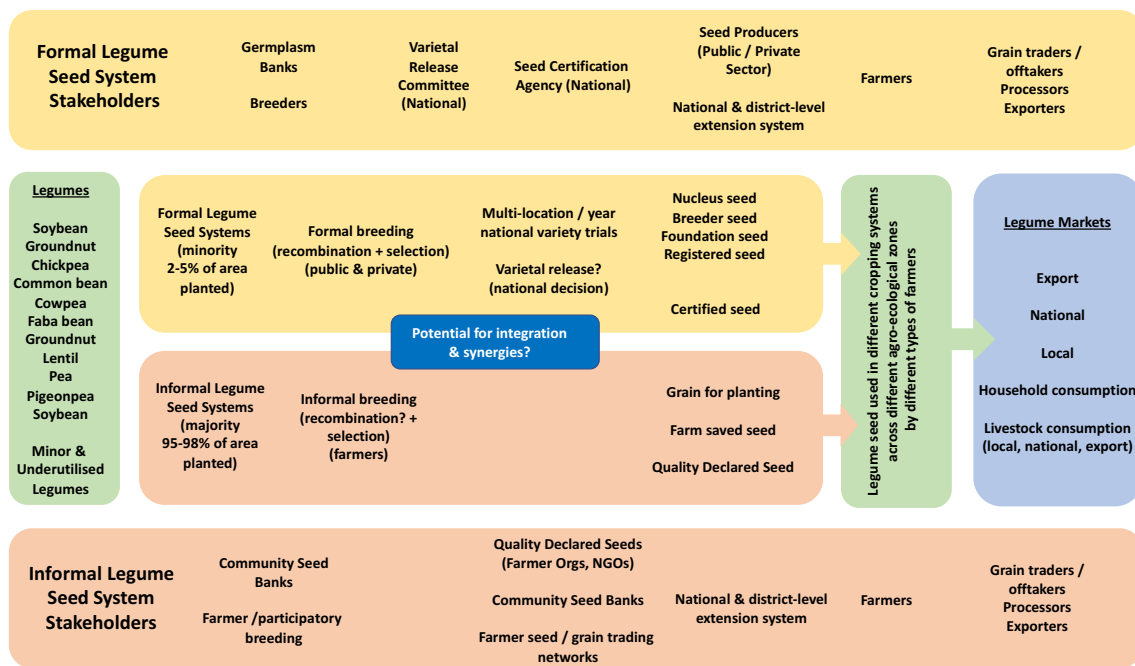 Formal Legume
Seed System
Stakeholders
Germplasm
Banks
Breeders
Varietal
Release
Committee
(National)
Seed Certification
Agency (National)
Seed Producers
(Public / Private
Sector)
National & district-level
extension system
Farmers
Grain traders /
offtakers
Processors
Exporters
Legumes
Soybean
Groundnut
Chickpea
Common bean
Cowpea
Faba bean
Groundnut
Lentil
Pea
Pigeonpea
Soybean
Minor &
Underutilised
Legumes
Formal Legume
Seed Systems
(minority
2-5% of area
planted)
Formal breeding
(recombination + selection)
(public & private)
Multi-location / year
national variety trials
Varietal release?
(national decision)
Nucleus seed
Breeder seed
Foundation seed
Registered seed
Certified seed
Potential for integration
& synergies?
Informal Legume
Seed Systems
(majority
95-98% of area
planted)
Informal breeding
(recombination? +
selection)
(farmers)
Grain for planting
Farm saved seed
Quality Declared Seed
Legume seed used in different cropping systems
across different agro-ecological zones
by different types of farmers
Legume Markets
Export
National
Local
Household consumption
Livestock consumption
(local, national, export)
Informal Legume
Seed System
Stakeholders
Community Seed
Banks
Farmer /participatory
breeding
Quality Declared Seeds
(Farmer Orgs, NGOs)
Community Seed Banks
Farmer seed / grain trading
networks
National & district-level
extension system
Farmers
Grain traders /
offtakers
Processors
Exporters